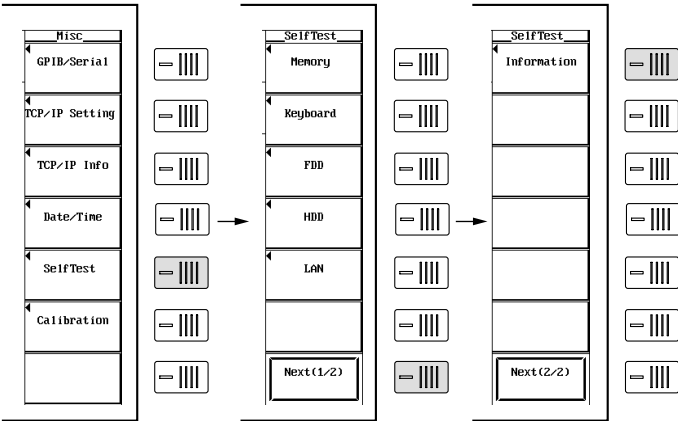 Misc
GPIB/Serial
TCP/IP Setting
TCP/IP Info
Date/Time
SelfTest
Calibration
SelfTest
Memory
Keyboard
FDD
HDD
LAN
Next(1/2)
SelfTest
Information
Next(2/2)